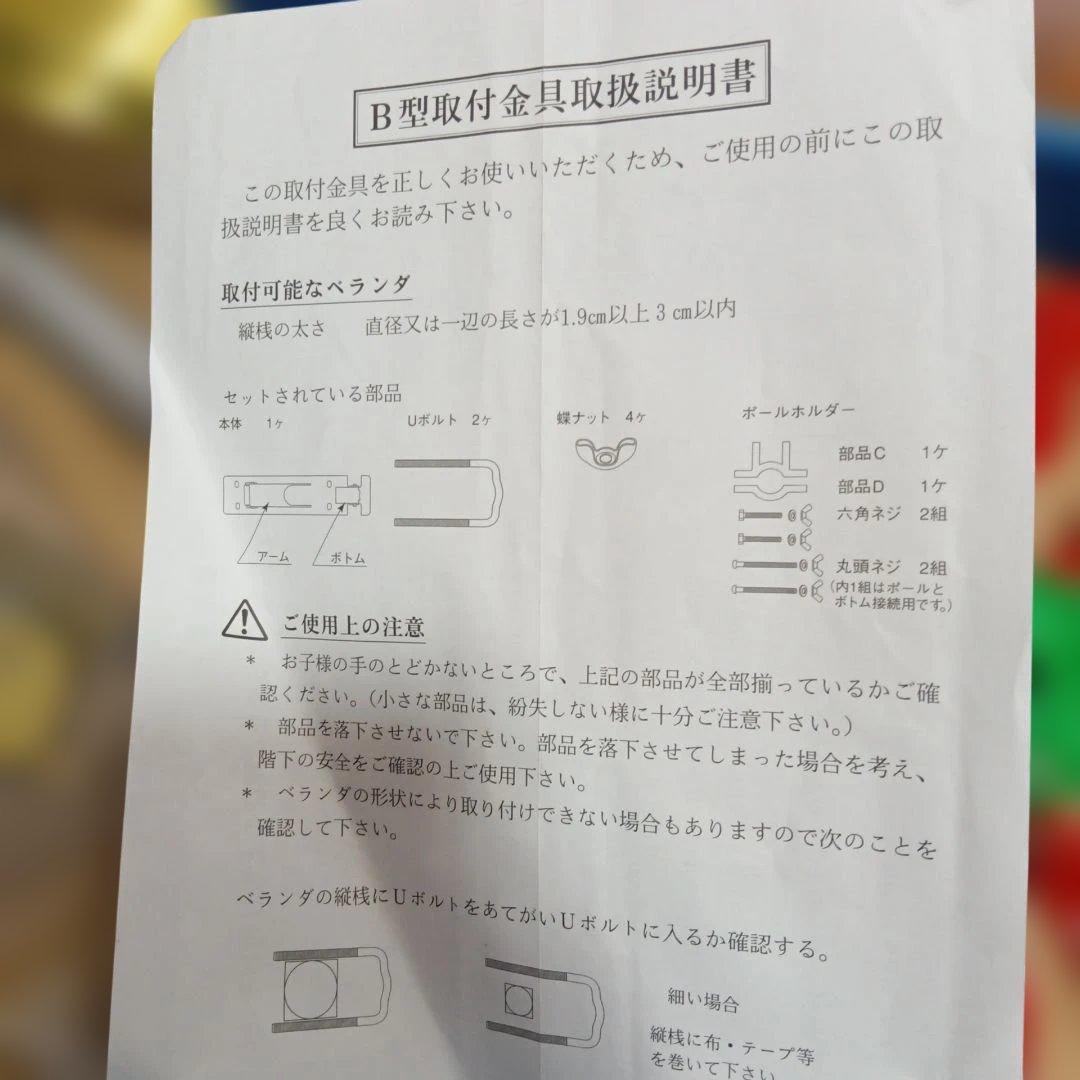 B型取付金具取扱説明書
この取付金具を正しくお使いいただくため、ご使用の前にこの取
扱説明書を良くお読み下さい。
取付可能なベランダ
縦桟の太さ　直径又は一辺の長さが1.9cm以上3cm以内
セットされている部品
本体　1ヶ
Uボルト　2ヶ
蝶ナット　4ヶ
ポールホルダー
部品C　1ケ
部品D　1ケ
六角ネジ　2組
丸頭ネジ　2組
(内1組はポールと
ボトム接続用です。)
アーム
ボトム
ご使用上の注意
＊　お子様の手のとどかないところで、上記の部品が全部揃っているかご確
認ください。(小さな部品は、紛失しない様に十分ご注意下さい。)
＊　部品を落下させないで下さい。部品を落下させてしまった場合を考え、
階下の安全をご確認の上ご使用下さい。
＊　ベランダの形状により取り付けできない場合もありますので次のことを
確認して下さい。
ベランダの縦桟にUボルトをあてがいUボルトに入るか確認する。
細い場合
縦桟に布・テープ等
を巻いて下さい